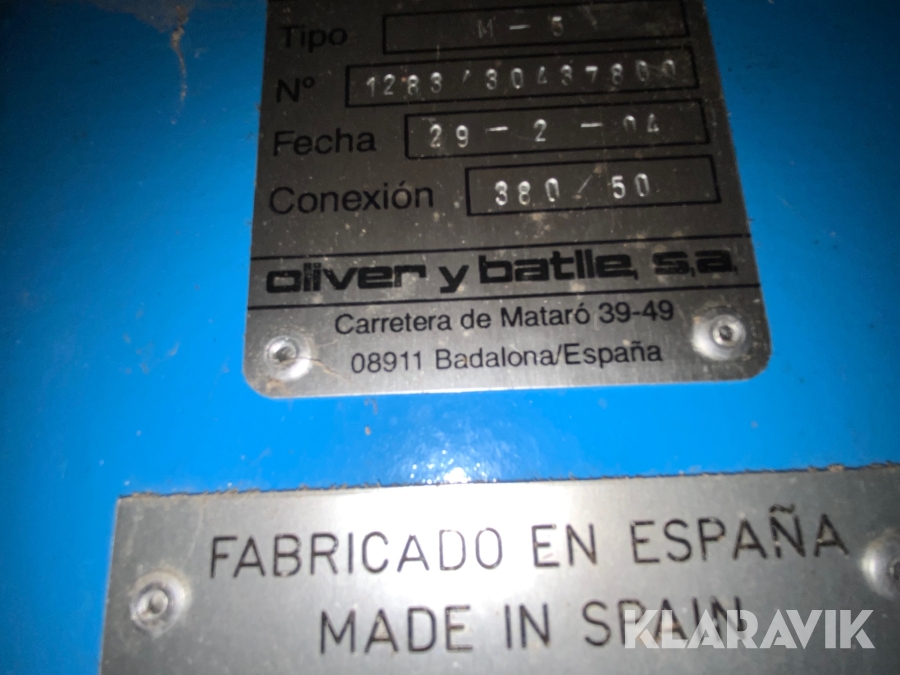 Tipo M-5
Nº 1283/30437800
Fecha 29-2-04
Conexión 380/50
oliver y batlle, s.a.
Carretera de Mataró 39-49
08911 Badalona/España
FABRICADO EN ESPAÑA
MADE IN SPAIN
KLARAVIK